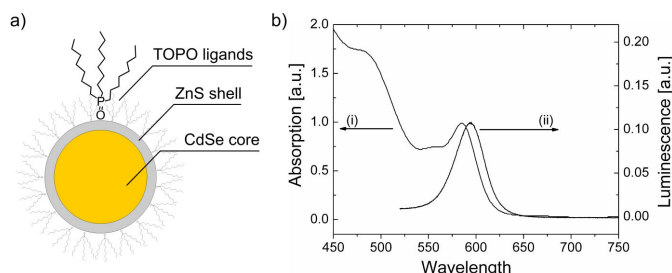 a)
TOPO ligands
ZnS shell
CdSe core
P
O
b)
Absorption [a.u.]
2.0
1.5
1.0
0.5
0.0
(i)
(ii)
0.20
0.15
0.10
0.05
0.00
Luminescence [a.u.]
450 500 550 600 650 700 750
Wavelength